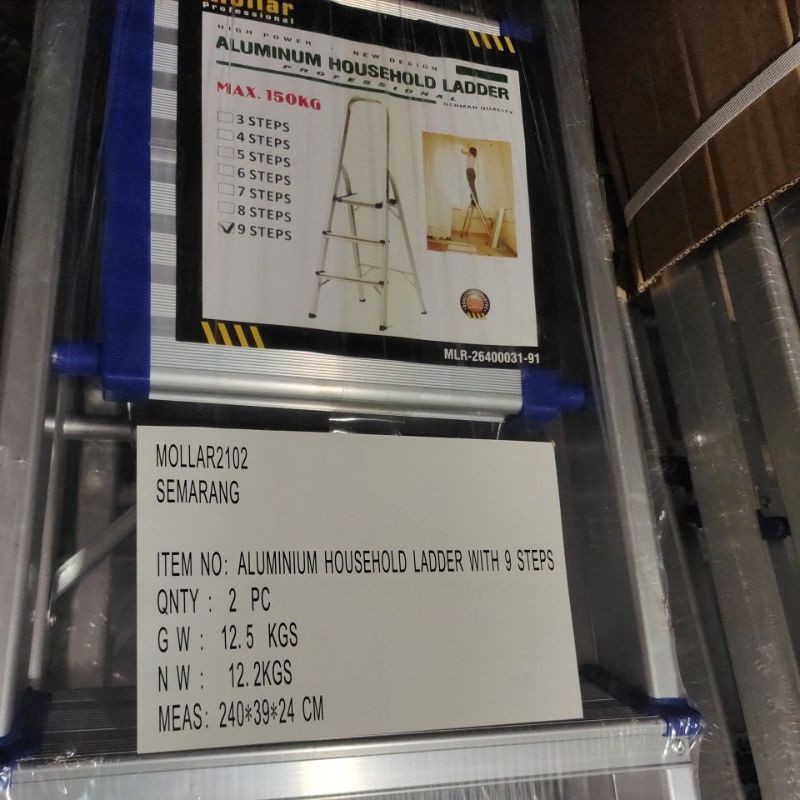 Mollar
professional
HIGH POWER - NEW DESIGN
ALUMINUM HOUSEHOLD LADDER
PROFESSIONAL
GERMAN QUALITY
MAX. 150KG
3 STEPS
4 STEPS
5 STEPS
6 STEPS
7 STEPS
8 STEPS
9 STEPS
MLR-26400031-91
MOLLAR2102
SEMARANG
ITEM NO: ALUMINIUM HOUSEHOLD LADDER WITH 9 STEPS
QNTY : 2 PC
G W : 12.5 KGS
N W : 12.2KGS
MEAS: 240*39*24 CM